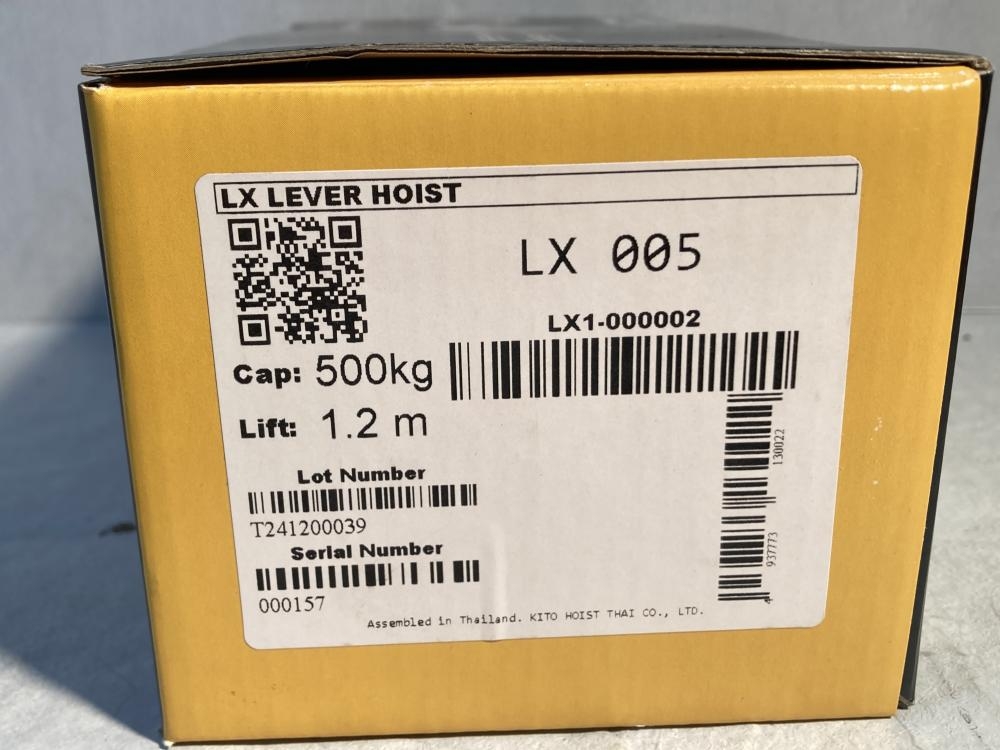 LX LEVER HOIST
LX 005
LX1-000002
Cap: 500kg
Lift: 1.2 m
Lot Number
T241200039
Serial Number
000157
4 937773 130022
Assembled in Thailand. KITO HOIST THAI CO., LTD.